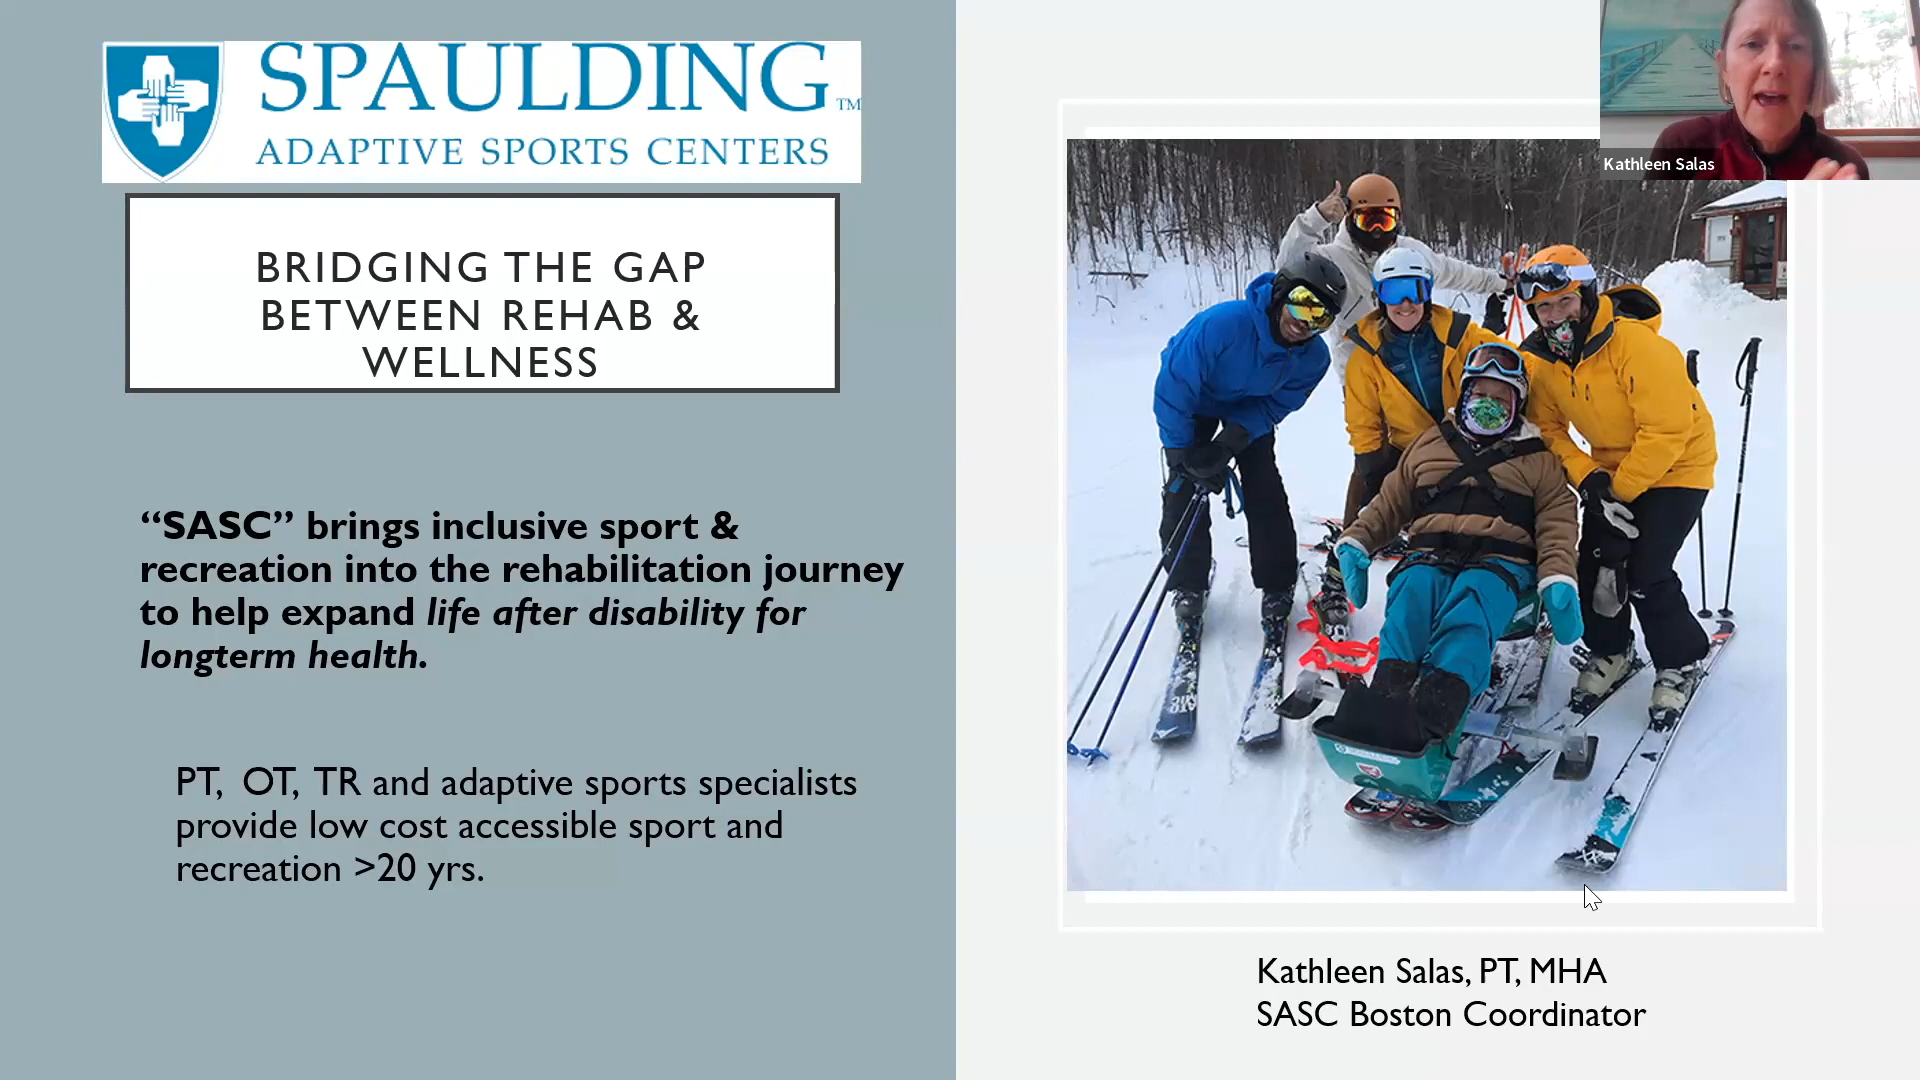 SPAULDING TM
ADAPTIVE SPORTS CENTERS
BRIDGING THE GAP
BETWEEN REHAB &
WELLNESS
“SASC” brings inclusive sport &
recreation into the rehabilitation journey
to help expand life after disability for
longterm health.
PT, OT, TR and adaptive sports specialists
provide low cost accessible sport and
recreation >20 yrs.
Kathleen Salas
Kathleen Salas, PT, MHA
SASC Boston Coordinator